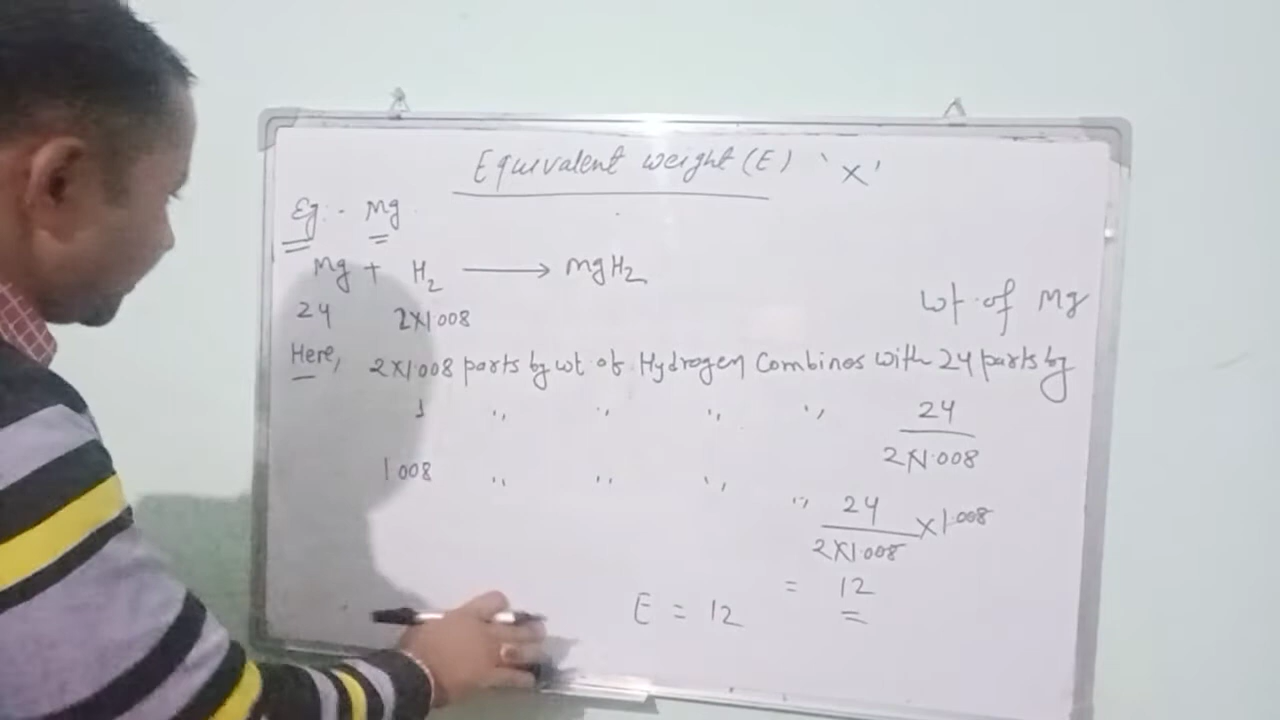 Equivalent weight (E) 'x'
Eg:- Mg
Mg + H2 → MgH2
24 2×1.008
wt. of Mg
Here, 2×1.008 parts by wt of Hydrogen Combines with 24 parts by
1 ,, ,, ,, ,, 24/2×1.008
1.008 ,, ,, ,, ,, 24/2×1.008 × 1.008
= 12
E = 12